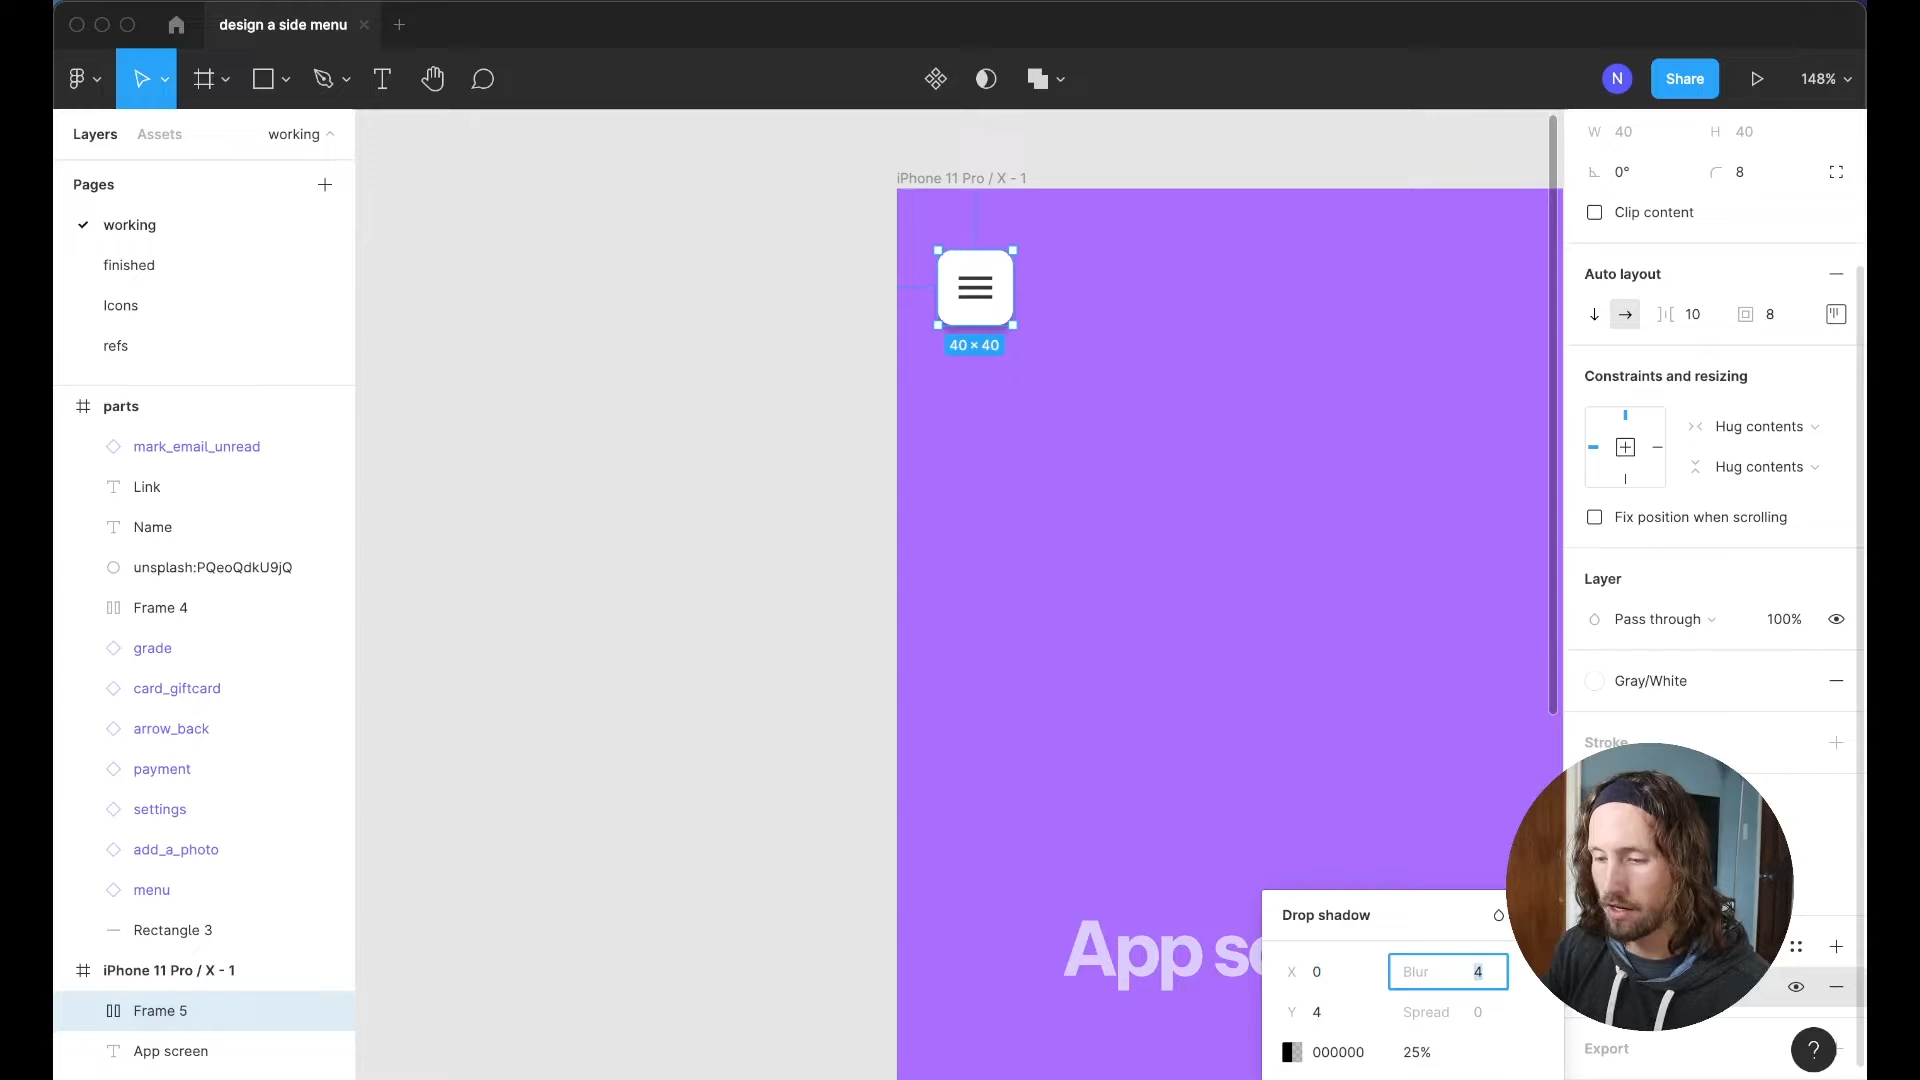 design a side menu
N
Share
148%
Layers
Assets
working
Pages
working
finished
Icons
refs
parts
mark_email_unread
Link
Name
unsplash:PQeoQdkU9jQ
Frame 4
grade
card_giftcard
arrow_back
payment
settings
add_a_photo
menu
Rectangle 3
iPhone 11 Pro / X - 1
Frame 5
App screen
iPhone 11 Pro / X - 1
40 × 40
App sc
Drop shadow
X 0
Blur 4
Y 4
Spread 0
000000
25%
W 40
H 40
0°
8
Clip content
Auto layout
10
8
Constraints and resizing
Hug contents
Hug contents
Fix position when scrolling
Layer
Pass through
100%
Gray/White
Stroke
Export
?